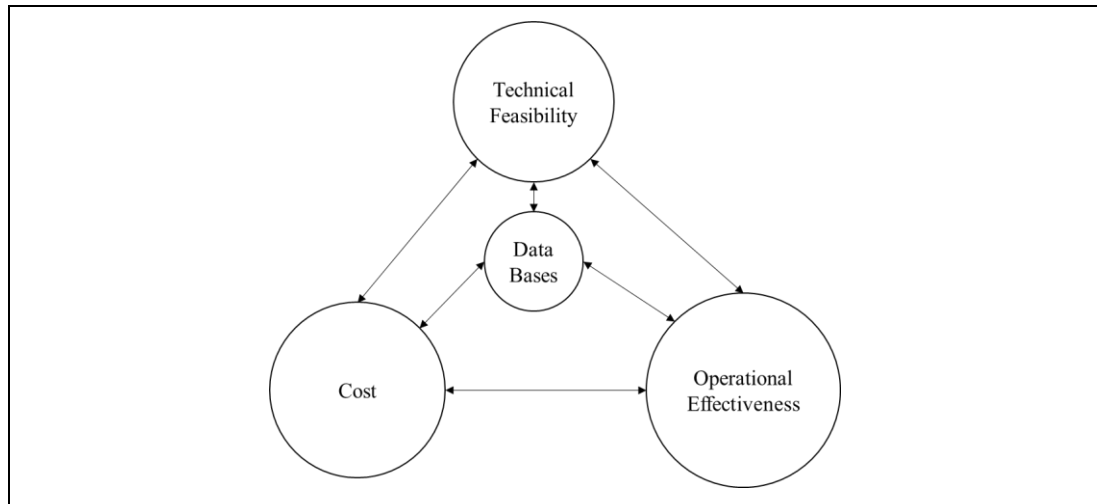 Technical
Feasibility
Data
Bases
Cost
Operational
Effectiveness